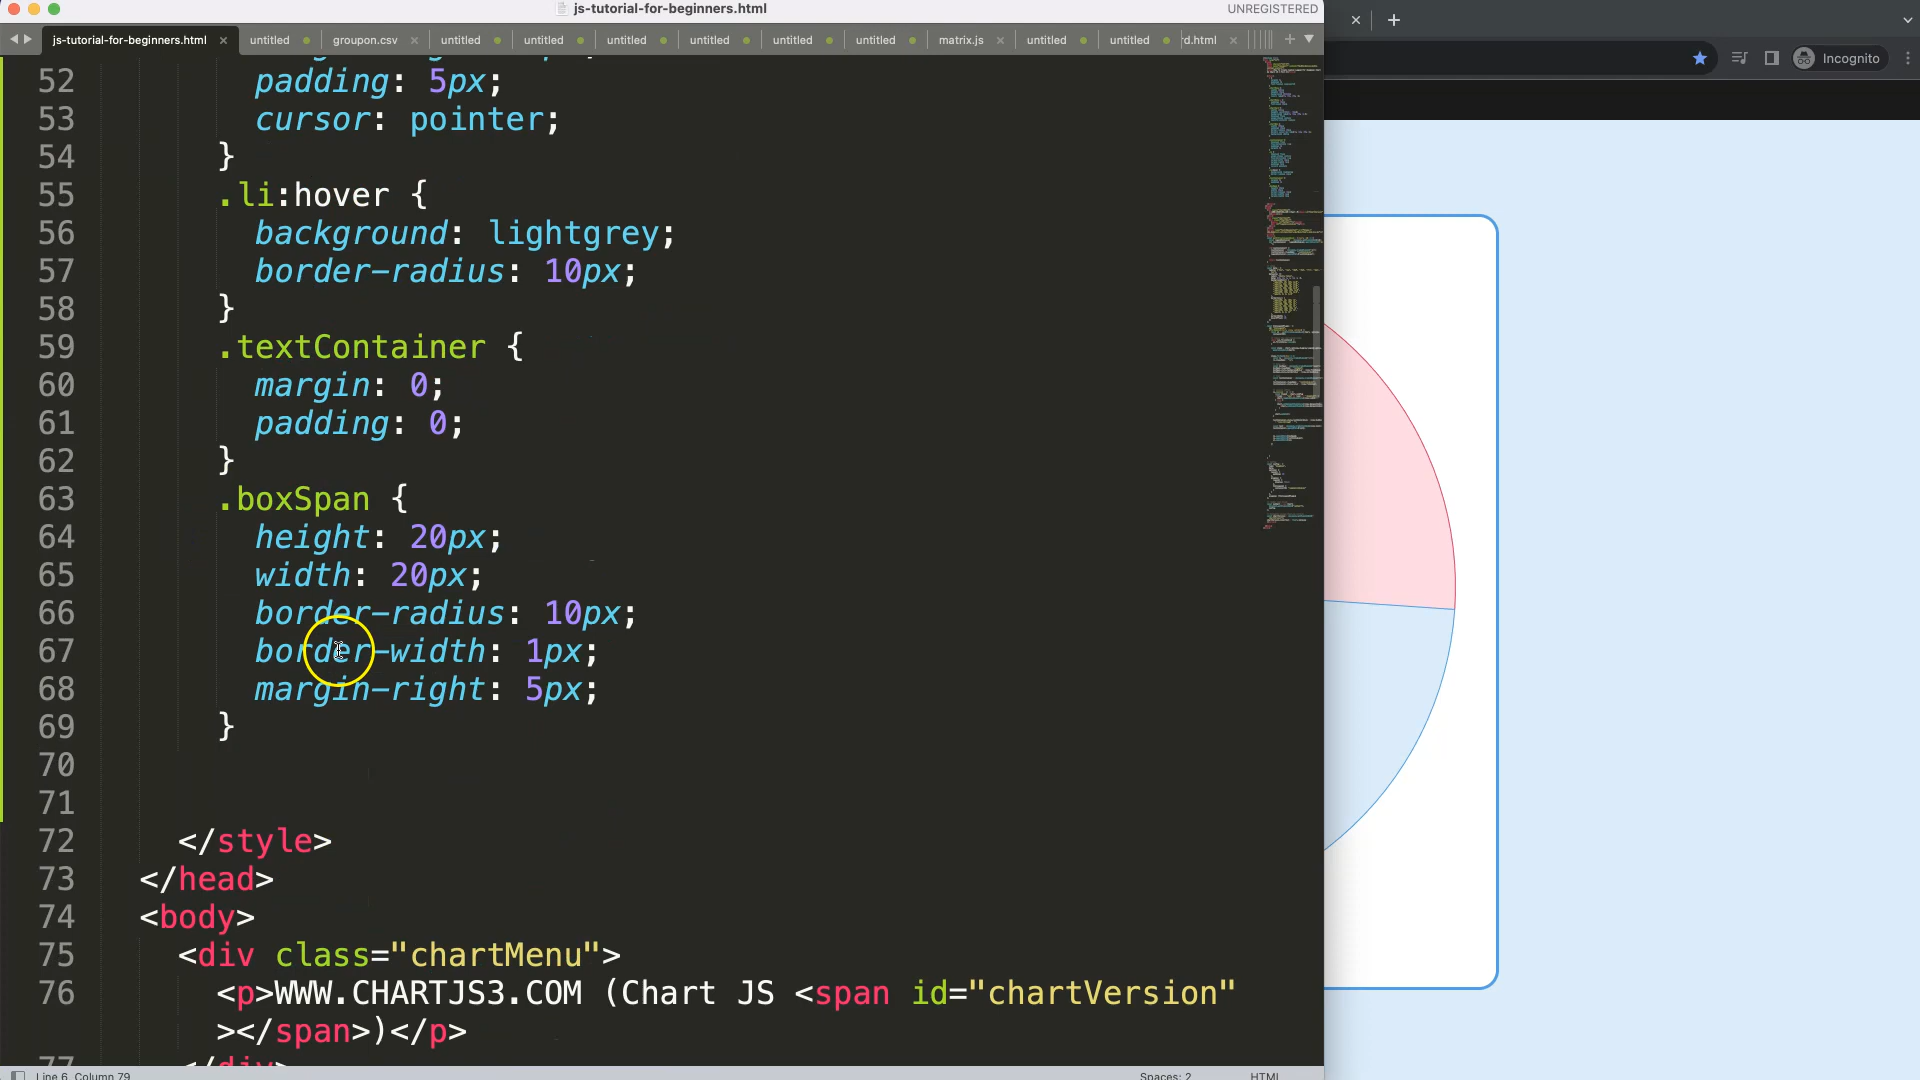 js-tutorial-for-beginners.html
UNREGISTERED
js-tutorial-for-beginners.html untitled groupon.csv untitled untitled untitled untitled untitled untitled matrix.js untitled untitled rd.html
Incognito
52 padding: 5px;
53 cursor: pointer;
54 }
55 .li:hover {
56 background: lightgrey;
57 border-radius: 10px;
58 }
59 .textContainer {
60 margin: 0;
61 padding: 0;
62 }
63 .boxSpan {
64 height: 20px;
65 width: 20px;
66 border-radius: 10px;
67 border-width: 1px;
68 margin-right: 5px;
69 }
70
71
72 </style>
73 </head>
74 <body>
75 <div class="chartMenu">
76 <p>WWW.CHARTJS3.COM (Chart JS <span id="chartVersion"
></span>)</p>
77 </div>
Line 6, Column 79
Spaces: 2
HTML